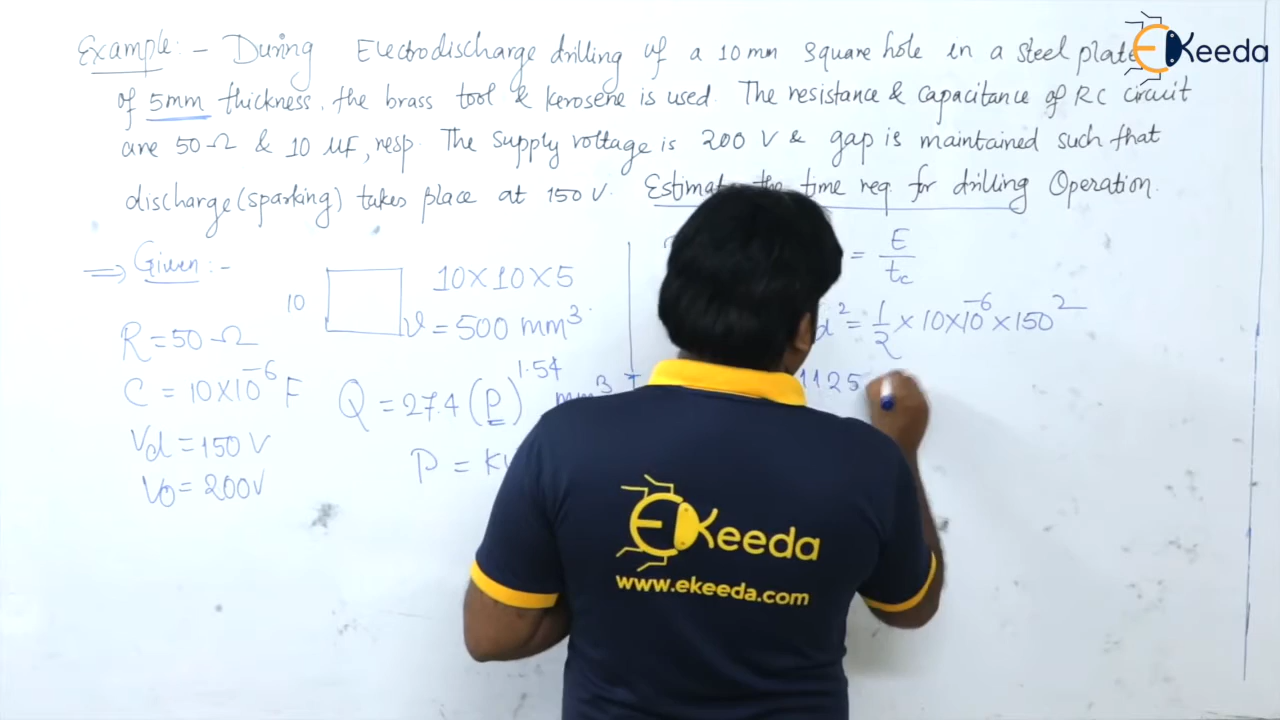 Example:- During Electrodischarge drilling of a 10 mm square hole in a steel plate
of 5mm thickness, the brass tool & kerosene is used. The resistance & capacitance of RC circuit
are 50Ω & 10 μF, resp. The supply voltage is 200 V & gap is maintained such that
discharge (sparking) takes place at 150 V. Estimate the time req. for drilling Operation.
⇒ Given:-
R = 50Ω
C = 10×10⁻⁶ F
Vd = 150 V
V0 = 200V
10
10×10×5
v = 500 mm³
Q = 27.4 (P)^1.54 mm³
P =
= E/tc
d² = 1/2 × 10×10⁻⁶ × 150²
1125
EKeeda
EKeeda
www.ekeeda.com